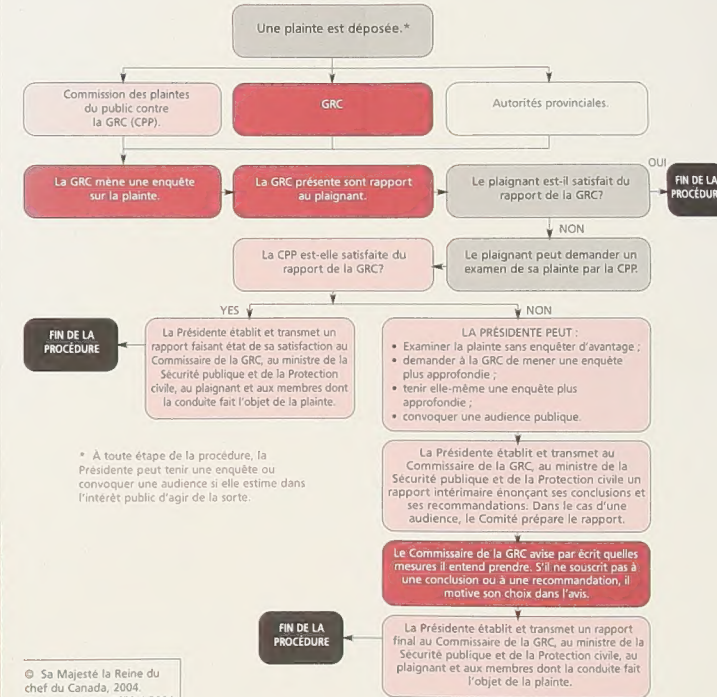 Une plainte est déposée.*
Commission des plaintes
du public contre
la GRC (CPP).
GRC
Autorités provinciales.
La GRC mène une enquête
sur la plainte.
La GRC présente sont rapport
au plaignant.
Le plaignant est-il satisfait du
rapport de la GRC?
OUI
FIN DE LA
PROCÉDUR
NON
La CPP est-elle satisfaite du
rapport de la GRC?
Le plaignant peut demander un
examen de sa plainte par la CPP.
YES
NON
FIN DE LA
PROCÉDURE
La Présidente établit et transmet un
rapport faisant état de sa satisfaction au
Commissaire de la GRC, au ministre de la
Sécurité publique et de la Protection
civile, au plaignant et aux membres dont
la conduite fait l'objet de la plainte.
LA PRÉSIDENTE PEUT :
• Examiner la plainte sans enquêter d'avantage ;
• demander à la GRC de mener une enquête
plus approfondie ;
• tenir elle-même une enquête plus
approfondie ;
• convoquer une audience publique.
* À toute étape de la procédure, la
Présidente peut tenir une enquête ou
convoquer une audience si elle estime dans
l'intérêt public d'agir de la sorte.
La Présidente établit et transmet au
Commissaire de la GRC, au ministre de la
Sécurité publique et de la Protection civile un
rapport intérimaire énonçant ses conclusions et
ses recommandations. Dans le cas d'une
audience, le Comité prépare le rapport.
Le Commissaire de la GRC avise par écrit quelles
mesures il entend prendre. S'il ne souscrit pas à
une conclusion ou à une recommandation, il
motive son choix dans l'avis.
FIN DE LA
PROCÉDURE
La Présidente établit et transmet un rapport
final au Commissaire de la GRC, au ministre de la
Sécurité publique et de la Protection civile, au
plaignant et aux membres dont la conduite fait
l'objet de la plainte.
© Sa Majesté la Reine du
chef du Canada, 2004.